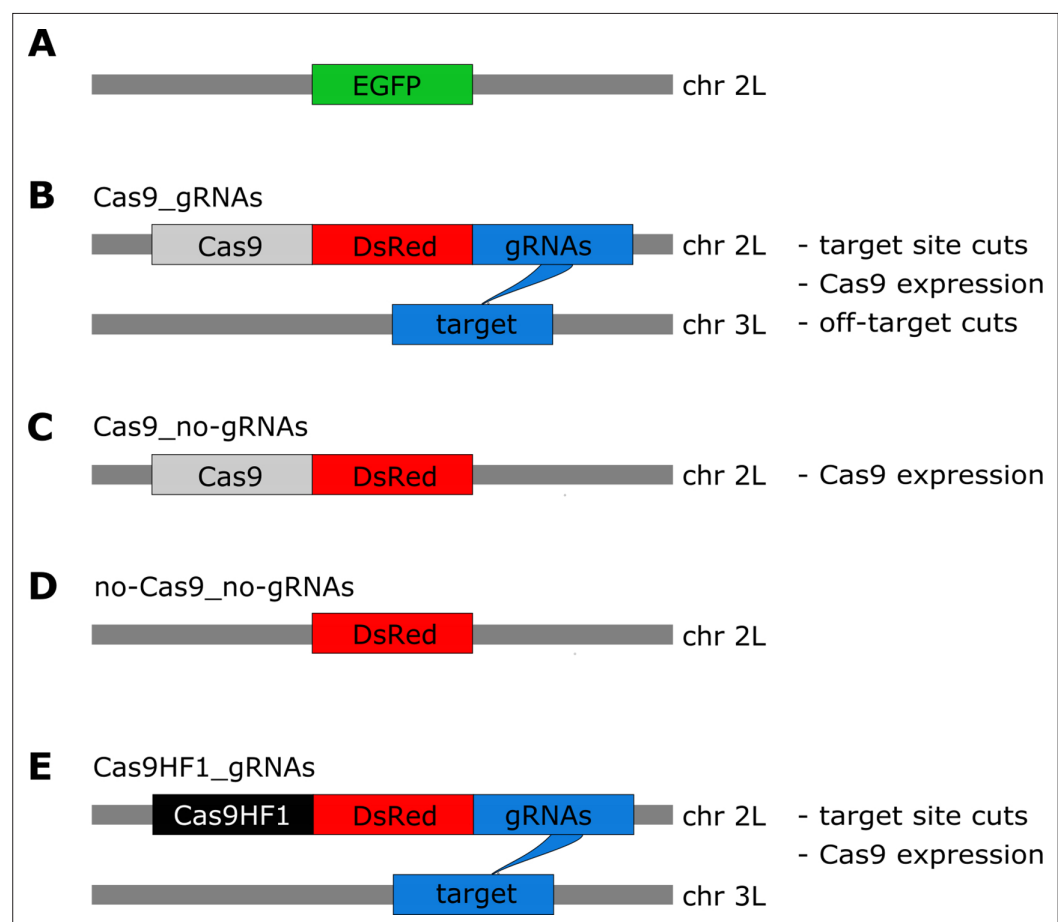 A
EGFP chr 2L
B Cas9_gRNAs
Cas9 DsRed gRNAs chr 2L - target site cuts
- Cas9 expression
target chr 3L - off-target cuts
C Cas9_no-gRNAs
Cas9 DsRed chr 2L - Cas9 expression
D no-Cas9_no-gRNAs
DsRed chr 2L
E Cas9HF1_gRNAs
Cas9HF1 DsRed gRNAs chr 2L - target site cuts
- Cas9 expression
target chr 3L